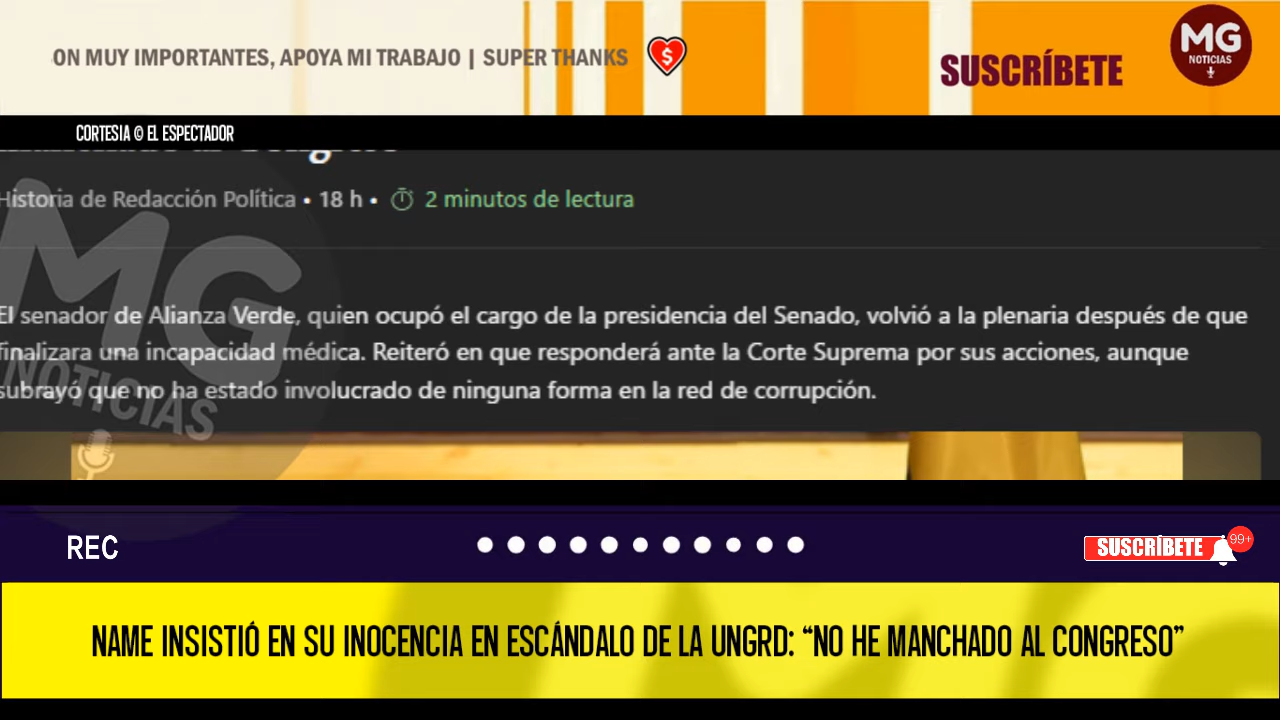 ON MUY IMPORTANTES, APOYA MI TRABAJO | SUPER THANKS
SUSCRÍBETE
MG
NOTICIAS
CORTESIA © EL ESPECTADOR
Historia de Redacción Política • 18 h • 2 minutos de lectura
El senador de Alianza Verde, quien ocupó el cargo de la presidencia del Senado, volvió a la plenaria después de que
finalizara una incapacidad médica. Reiteró en que responderá ante la Corte Suprema por sus acciones, aunque
subrayó que no ha estado involucrado de ninguna forma en la red de corrupción.
MG
NOTICIAS
REC
SUSCRÍBETE
99+
NAME INSISTIÓ EN SU INOCENCIA EN ESCÁNDALO DE LA UNGRD: “NO HE MANCHADO AL CONGRESO”